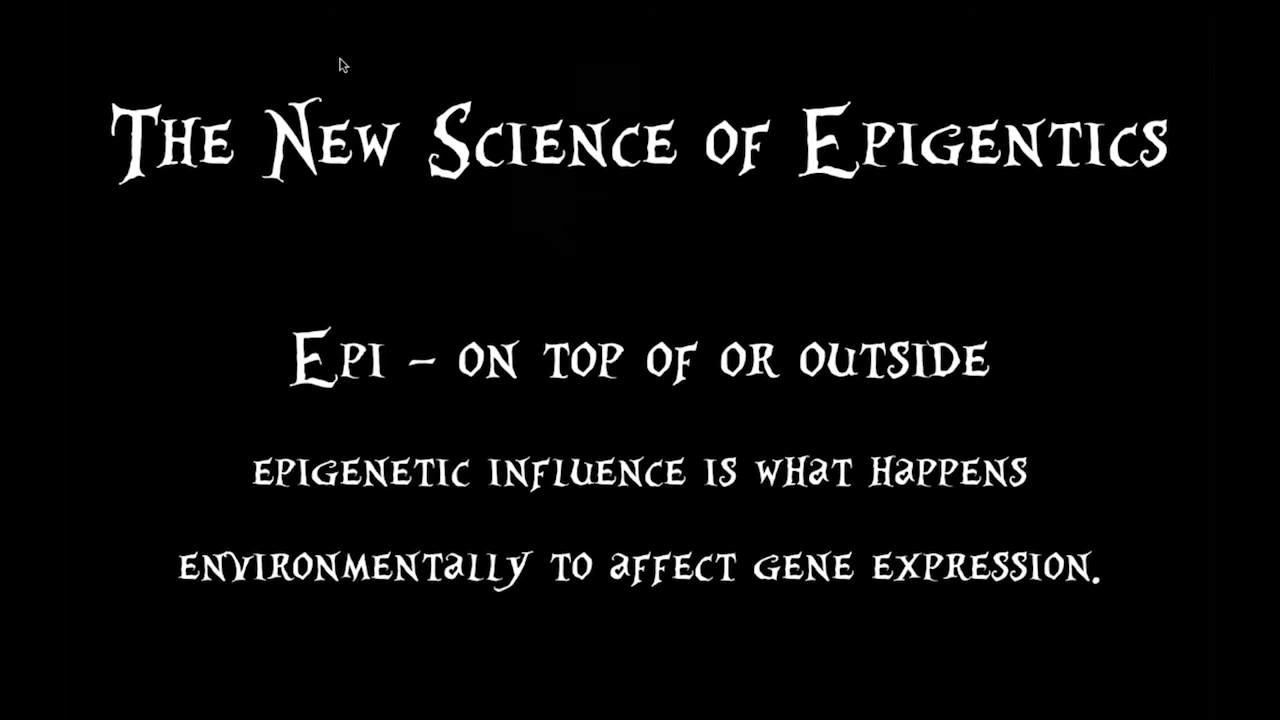 The New Science of Epigentics
Epi – on top of or outside
epigenetic influence is what happens
environmentally to affect gene expression.